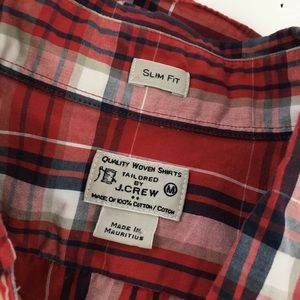 SLIM FIT
QUALITY WOVEN SHIRTS
TAILORED
BY
J.CREW
M
MADE OF 100% COTTON / COTON
MADE IN
MAURITIUS